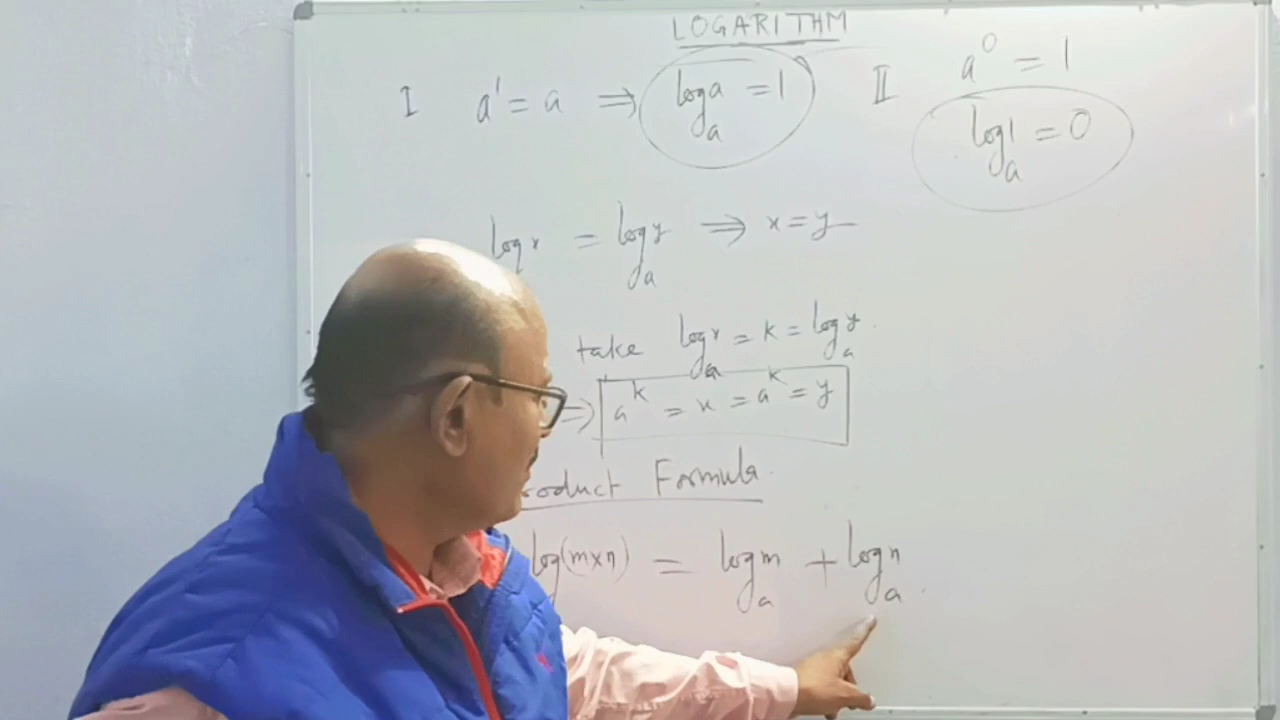 LOGARITHM
I a¹ = a ⇒ logₐa = 1 II a⁰ = 1
logₐ1 = 0
log x = logₐy ⇒ x = y
take logₐx = k = logₐy
⇒ aᵏ = x = aᵏ = y
roduct Formula.
log(m×n) = logₐm + logₐn.